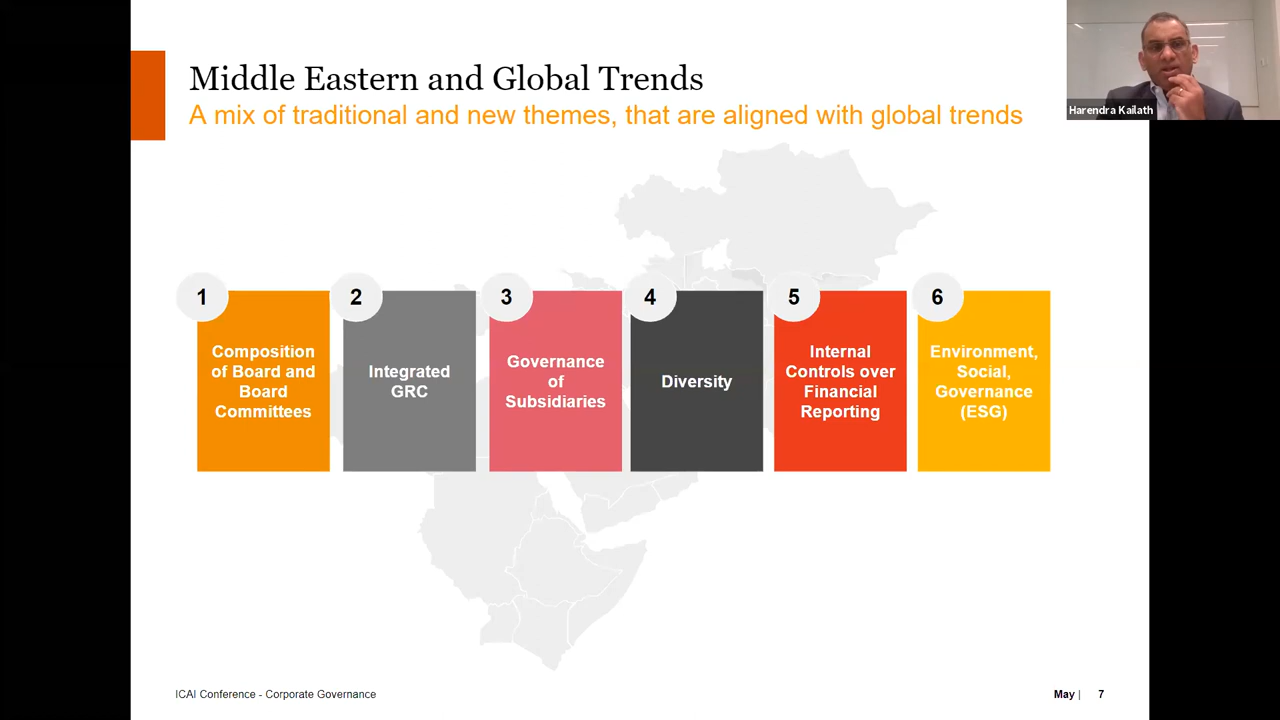 Middle Eastern and Global Trends
A mix of traditional and new themes, that are aligned with global trends
Harendra Kailath
1
Composition
of Board and
Board
Committees
2
Integrated
GRC
3
Governance
of
Subsidiaries
4
Diversity
5
Internal
Controls over
Financial
Reporting
6
Environment,
Social,
Governance
(ESG)
ICAI Conference - Corporate Governance
May | 7